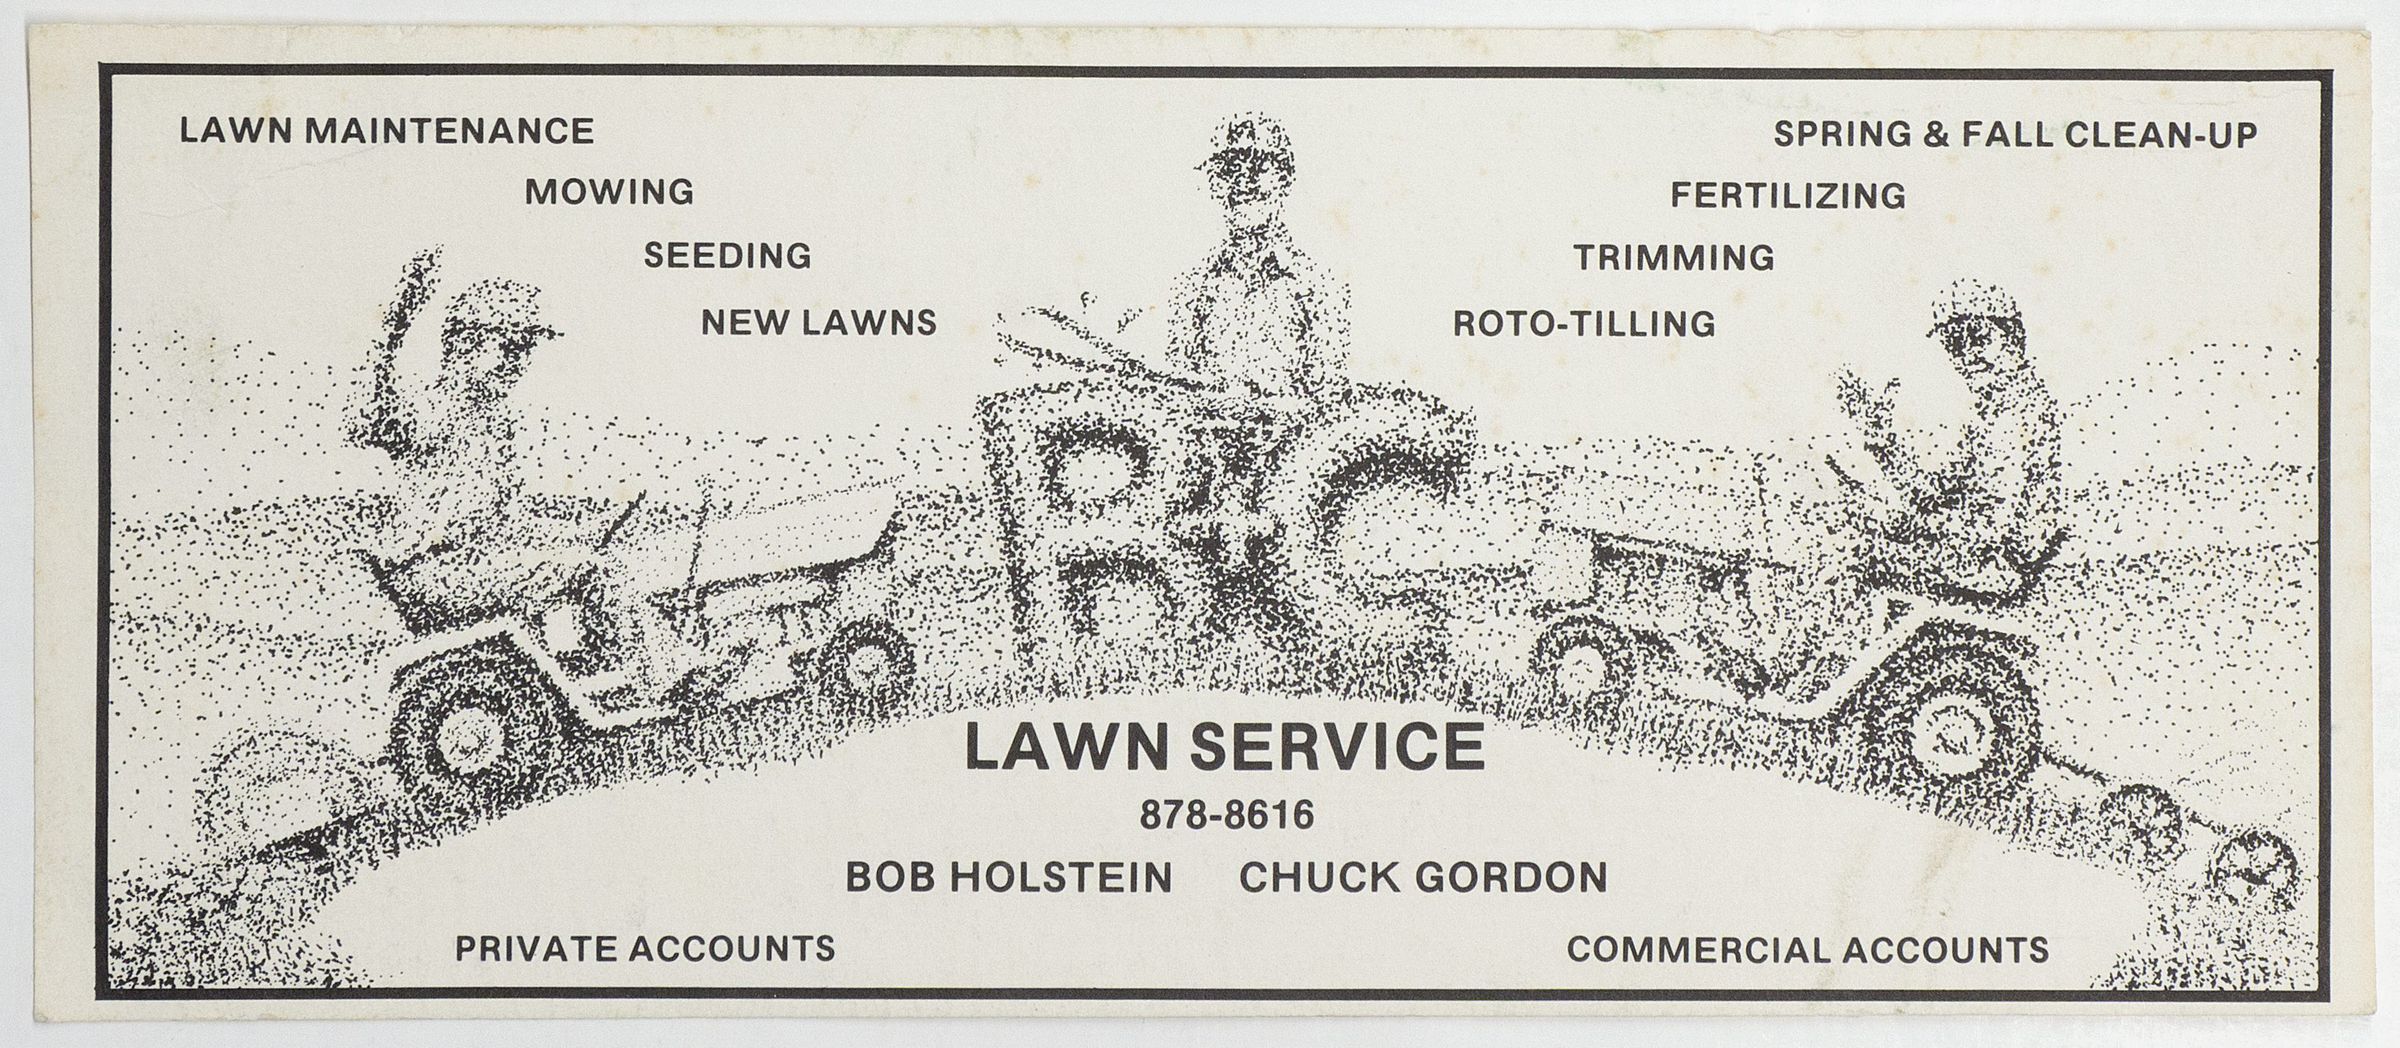 LAWN MAINTENANCE
MOWING
SEEDING
NEW LAWNS
SPRING & FALL CLEAN-UP
FERTILIZING
TRIMMING
ROTO-TILLING
LAWN SERVICE
878-8616
BOB HOLSTEIN CHUCK GORDON
PRIVATE ACCOUNTS
COMMERCIAL ACCOUNTS